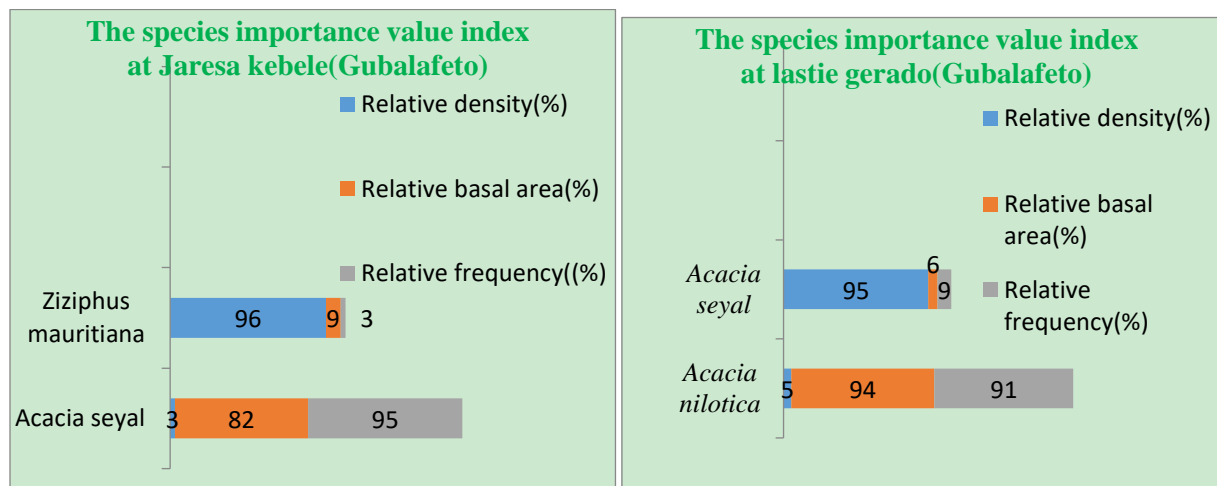 The species importance value index
at Jaresa kebele(Gubalafeto)
Relative density(%)
Relative basal area(%)
Relative frequency((%)
Ziziphus
mauritiana
96 9 3
Acacia seyal
3 82 95
The species importance value index
at lastie gerado(Gubalafeto)
Relative density(%)
Relative basal
area(%)
Relative
frequency(%)
Acacia
seyal
95 6 9
Acacia
nilotica
5 94 91